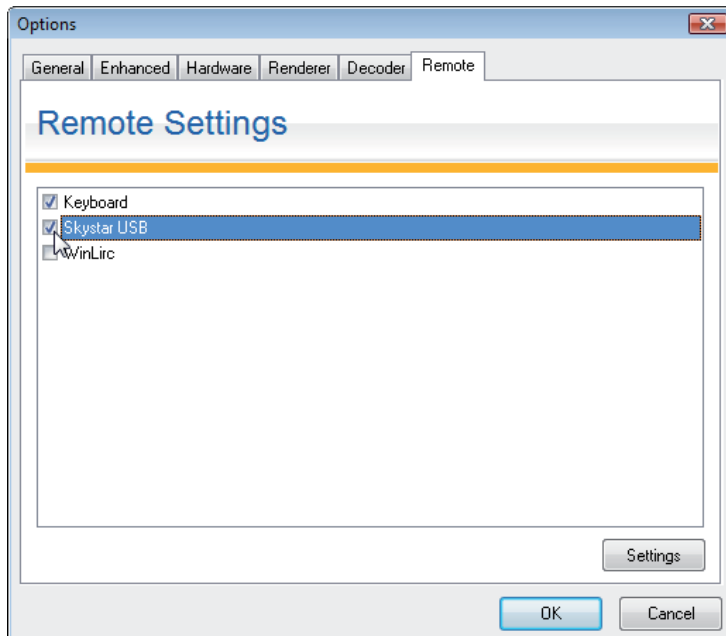 Options
General Enhanced Hardware Renderer Decoder Remote
Remote Settings
Keyboard
Skystar USB
WinLirc
Settings
OK Cancel